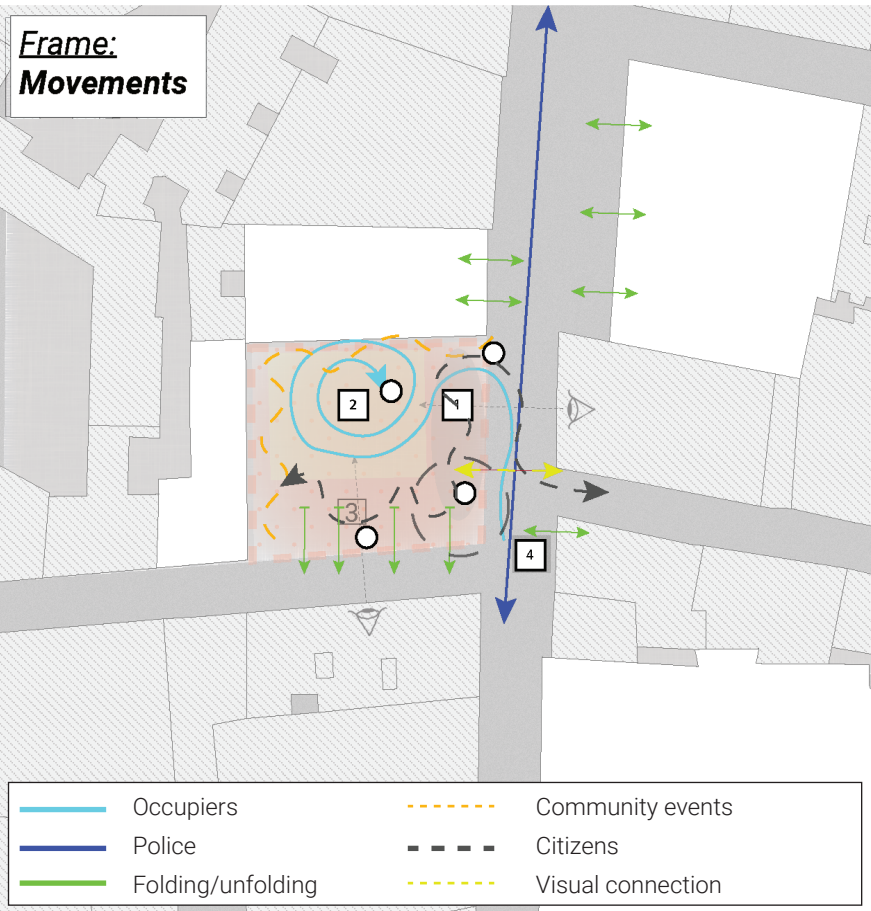 Frame:
Movements
2
1
3
4
Occupiers
Police
Folding/unfolding
Community events
Citizens
Visual connection